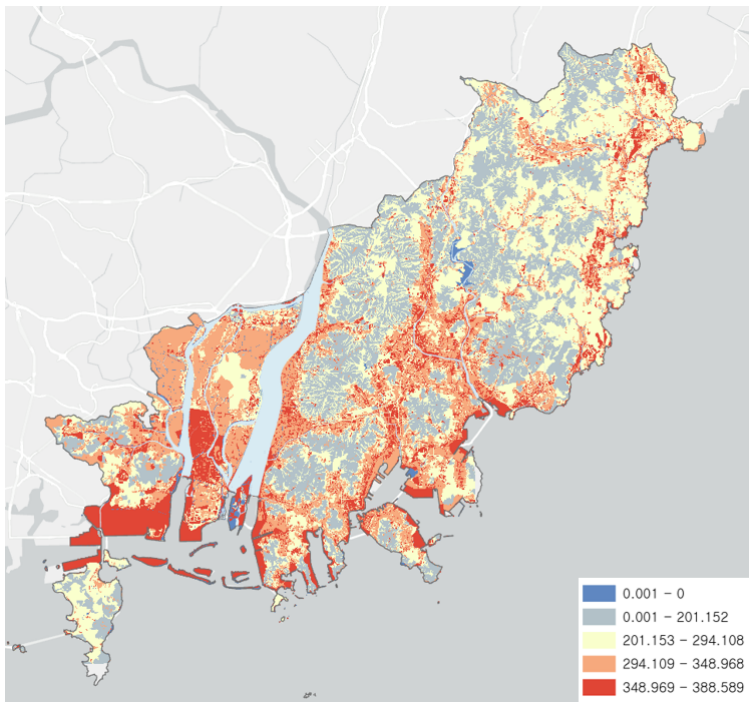 0.001 – 0
0.001 – 201.152
201.153 – 294.108
294.109 – 348.968
348.969 – 388.589